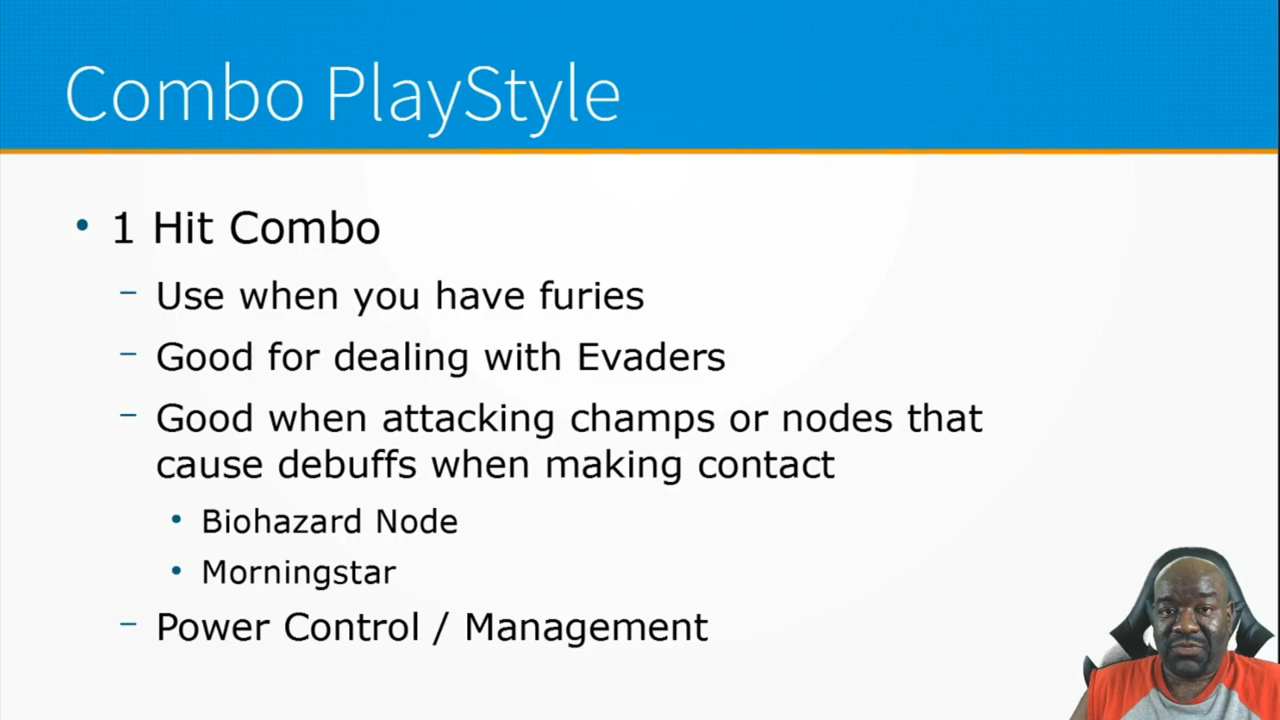 Combo PlayStyle
• 1 Hit Combo
– Use when you have furies
– Good for dealing with Evaders
– Good when attacking champs or nodes that
cause debuffs when making contact
• Biohazard Node
• Morningstar
– Power Control / Management